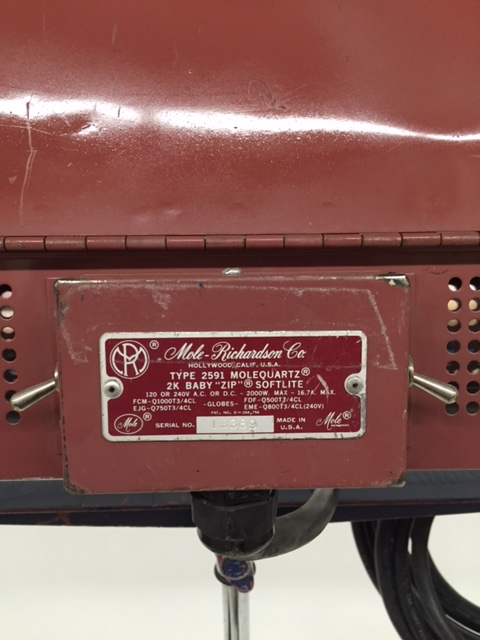 MR®
Mole-Richardson Co.
HOLLYWOOD, CALIF., U.S.A.
TYPE 2591 MOLEQUARTZ®
2K BABY "ZIP"® SOFTLITE®
120 OR 240V A.C. OR D.C. - 2000W. MAX - 16.7A. MAX.
FCM-Q1000T3/4CL -GLOBES- FDF-Q500T3/4CL
EJG-Q750T3/4CL EME-Q800T3/4CL(240V)
Mole® SERIAL NO. MADE IN U.S.A. Mole®